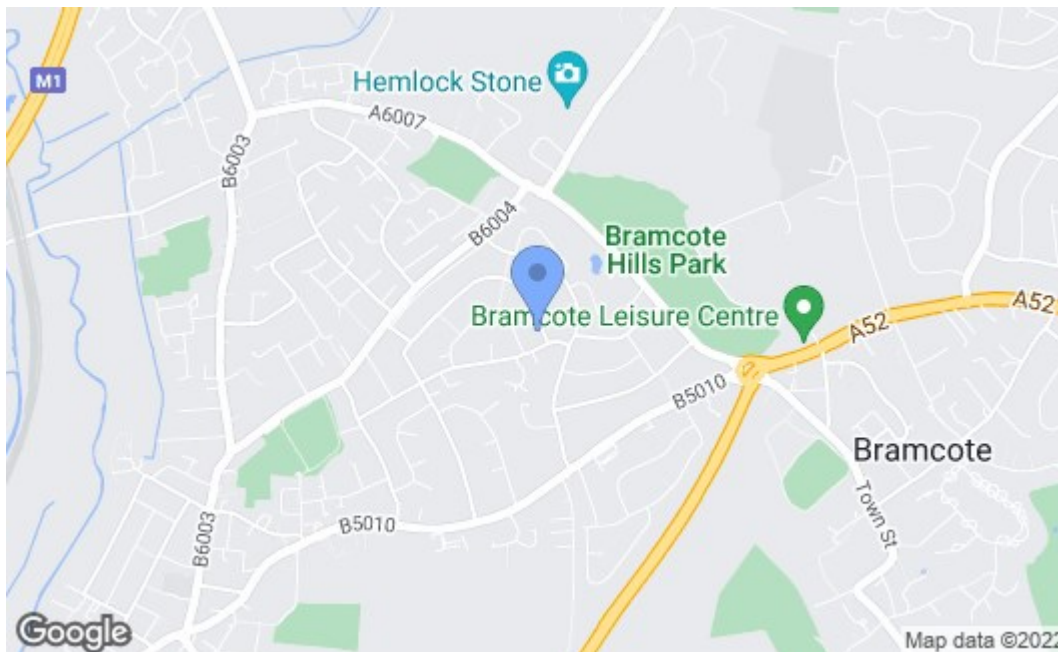 M1
Hemlock Stone
A6007
B6003
B6004
Bramcote
Hills Park
Bramcote Leisure Centre
A52
A52
B5010
Bramcote
Town St
B5010
B6003
Google
Map data ©2022